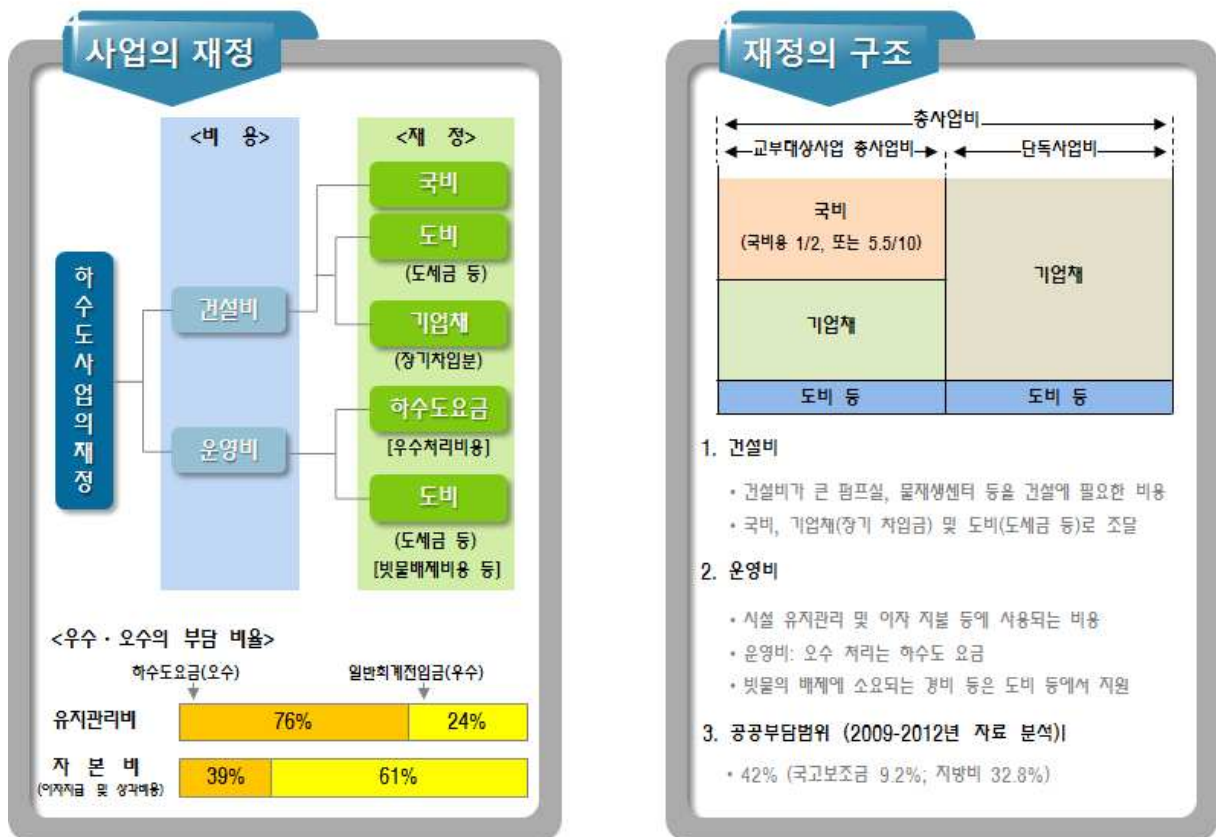 사업의 재정
<비 용>
<재 정>
하수도사업의재정
건설비
운영비
국비
도비
(도세금 등)
기업채
(장기차입분)
하수도요금
[우수처리비용]
도비
(도세금 등)
[빗물배제비용 등]
<우수 · 오수의 부담 비율>
하수도요금(오수)
일반회계전입금(우수)
유지관리비
76%
24%
자 본 비
(이자지급 및 상각비용)
39%
61%
재정의 구조
총사업비
교부대상사업 총사업비
단독사업비
국비
(국비용 1/2, 또는 5.5/10)
기업채
기업채
도비 등
도비 등
1. 건설비
• 건설비가 큰 펌프실, 물재생센터 등을 건설에 필요한 비용
• 국비, 기업채(장기 차입금) 및 도비(도세금 등)로 조달
2. 운영비
• 시설 유지관리 및 이자 지불 등에 사용되는 비용
• 운영비: 오수 처리는 하수도 요금
• 빗물의 배제에 소요되는 경비 등은 도비 등에서 지원
3. 공공부담범위 (2009-2012년 자료 분석)l
• 42% (국고보조금 9.2%; 지방비 32.8%)